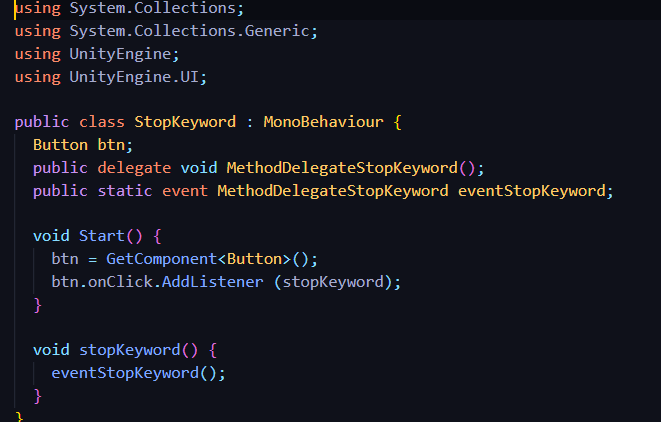 using System.Collections;
using System.Collections.Generic;
using UnityEngine;
using UnityEngine.UI;

public class StopKeyword : MonoBehaviour {
  Button btn;
  public delegate void MethodDelegateStopKeyword();
  public static event MethodDelegateStopKeyword eventStopKeyword;

  void Start() {
    btn = GetComponent<Button>();
    btn.onClick.AddListener (stopKeyword);
  }

  void stopKeyword() {
    eventStopKeyword();
  }
}